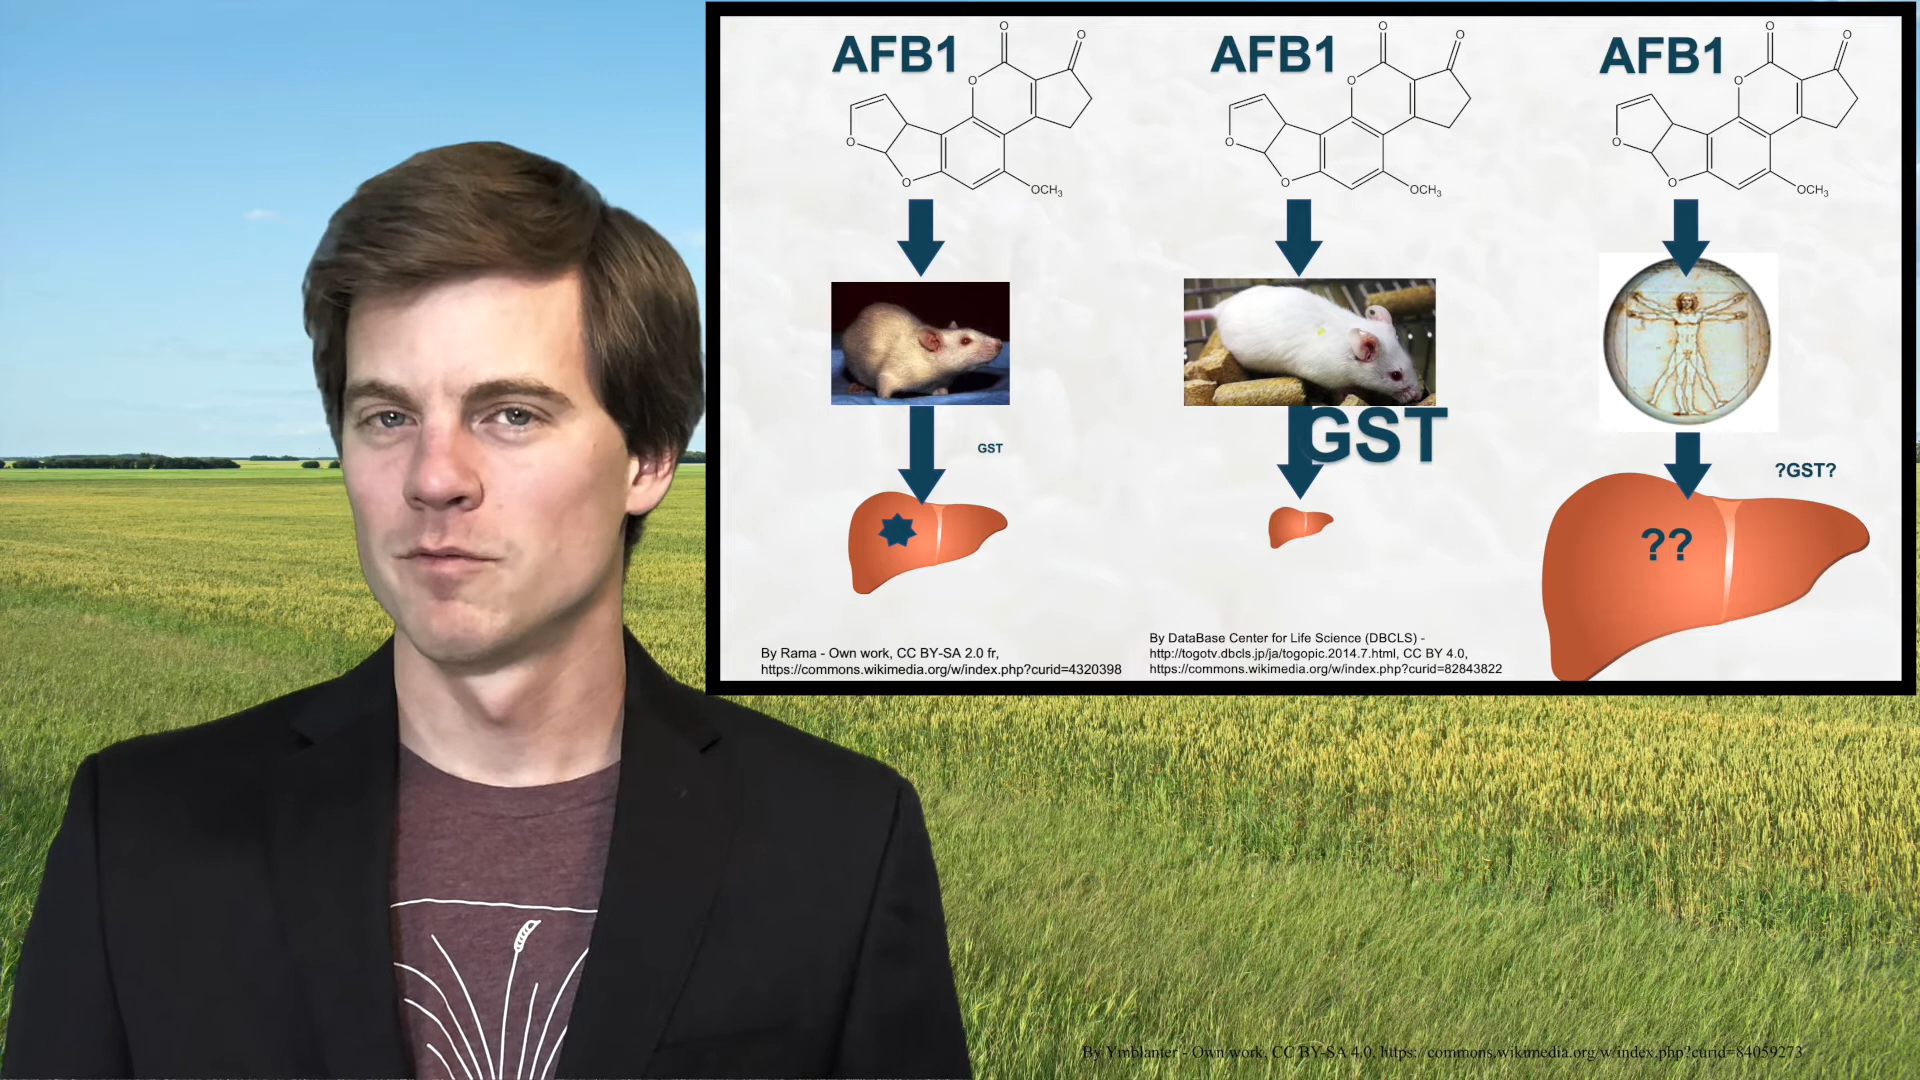 AFB1
O
O
O
O
O
OCH3
AFB1
O
O
O
O
O
OCH3
AFB1
O
O
O
O
O
OCH3
GST
GST
?GST?
??
By Rama - Own work, CC BY-SA 2.0 fr,
https://commons.wikimedia.org/w/index.php?curid=4320398
By DataBase Center for Life Science (DBCLS) -
http://togotv.dbcls.jp/ja/togopic.2014.7.html, CC BY 4.0,
https://commons.wikimedia.org/w/index.php?curid=82843822
By Ymblanter - Own work, CC BY-SA 4.0, https://commons.wikimedia.org/w/index.php?curid=84059273